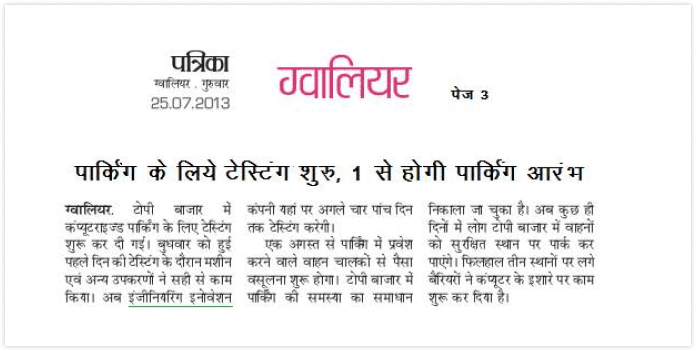 पत्रिका
ग्वालियर . गुरुवार
25.07.2013
ग्वालियर
पेज 3
पार्किंग के लिये टेस्टिंग शुरु, 1 से होगी पार्किंग आरंभ
ग्वालियर. टोपी बाजार में
कंप्यूटराइज्ड पार्किंग के लिए टेस्टिंग
शुरू कर दी गई। बुधवार को हुई
पहले दिन की टेस्टिंग के दौरान मशीन
एवं अन्य उपकरणों ने सही से काम
किया। अब इंजीनियरिंग इनोवेशन
कंपनी यहां पर अगले चार पांच दिन
तक टेस्टिंग करेगी।
एक अगस्त से पार्किंग में प्रवेश
करने वाले वाहन चालकों से पैसा
वसूलना शुरू होगा। टोपी बाजार में
पार्किंग की समस्या का समाधान
निकाला जा चुका है। अब कुछ ही
दिनों में लोग टोपी बाजार में वाहनों
को सुरक्षित स्थान पर पार्क कर
पाएंगे। फिलहाल तीन स्थानों पर लगे
बैरियरों ने कंप्यूटर के इशारे पर काम
शुरू कर दिया है।